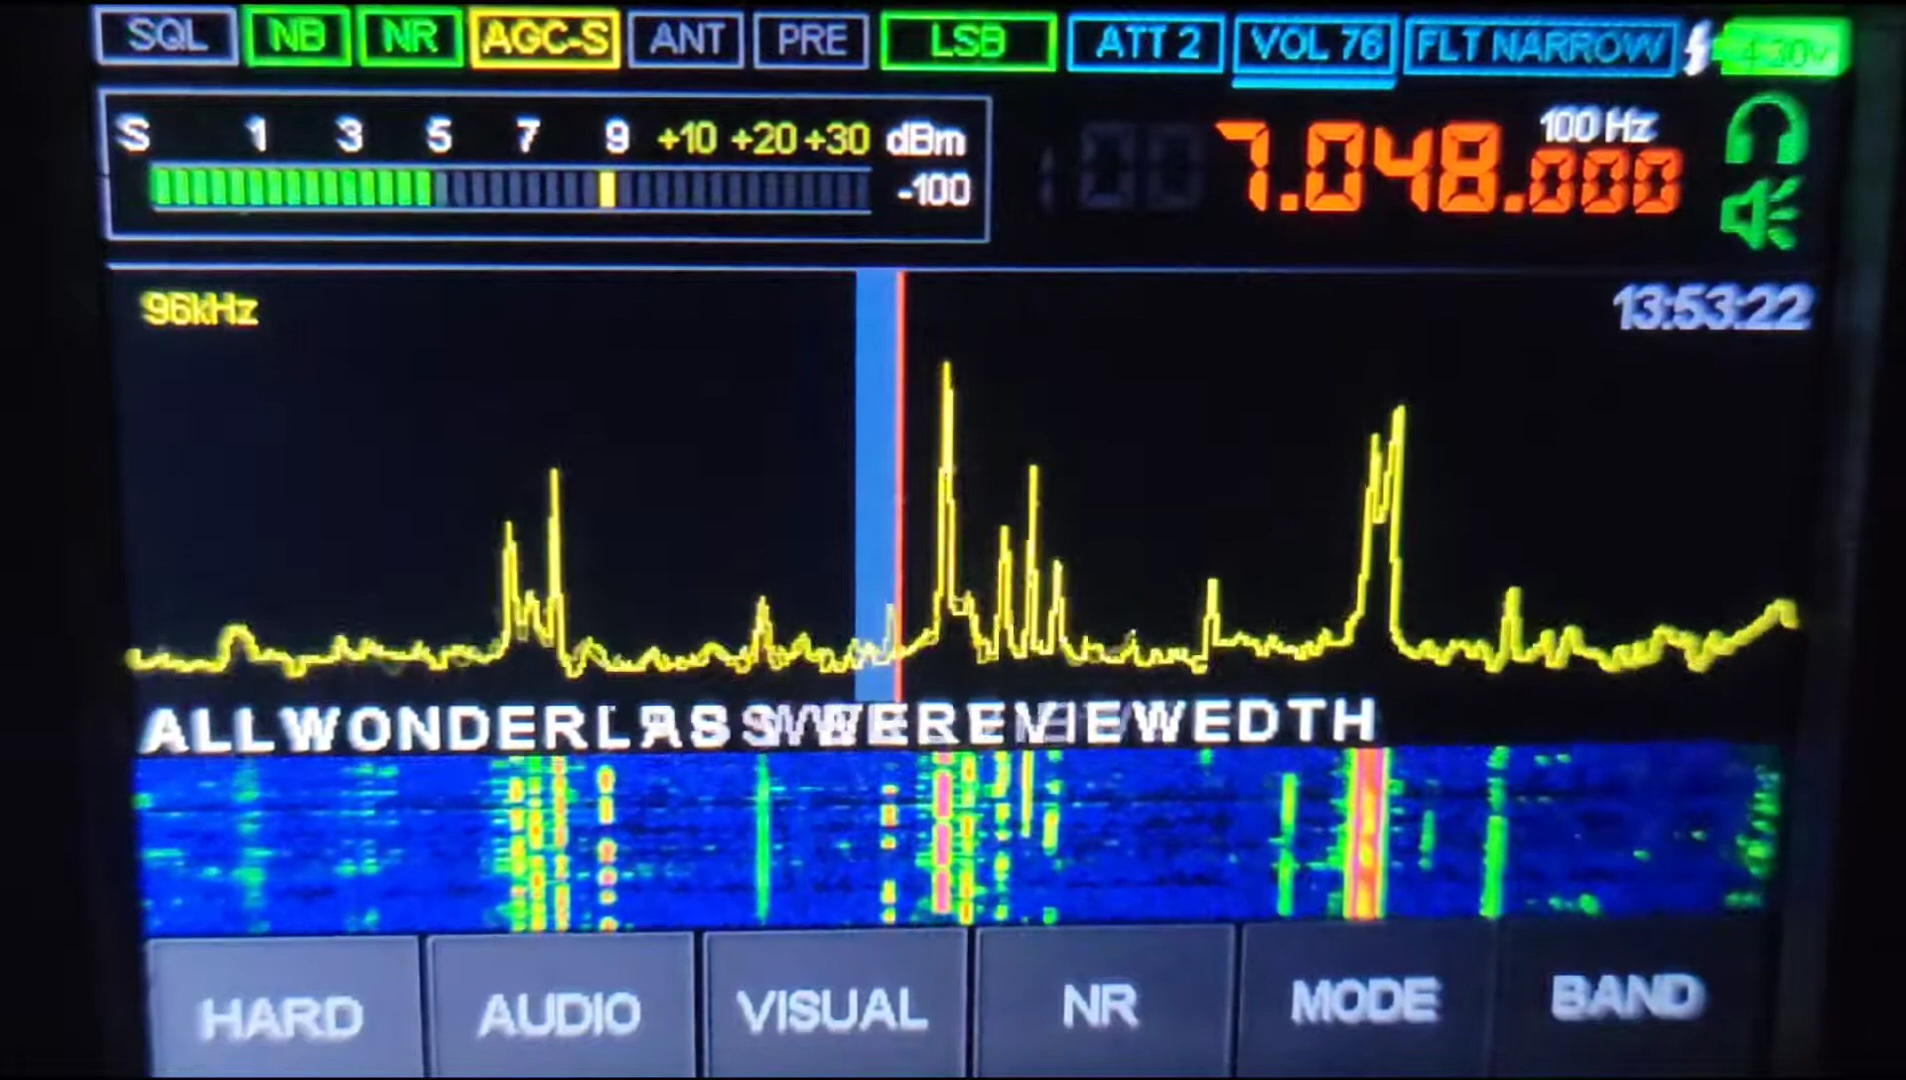 SQL NB NR AGC-S ANT PRE LSB ATT 2 VOL 76 FLT NARROW 4.30v
S 1 3 5 7 9 +10 +20 +30 dBm
-100
100 Hz
7.048.000
96kHz
13:53:22
HARD AUDIO VISUAL NR MODE BAND